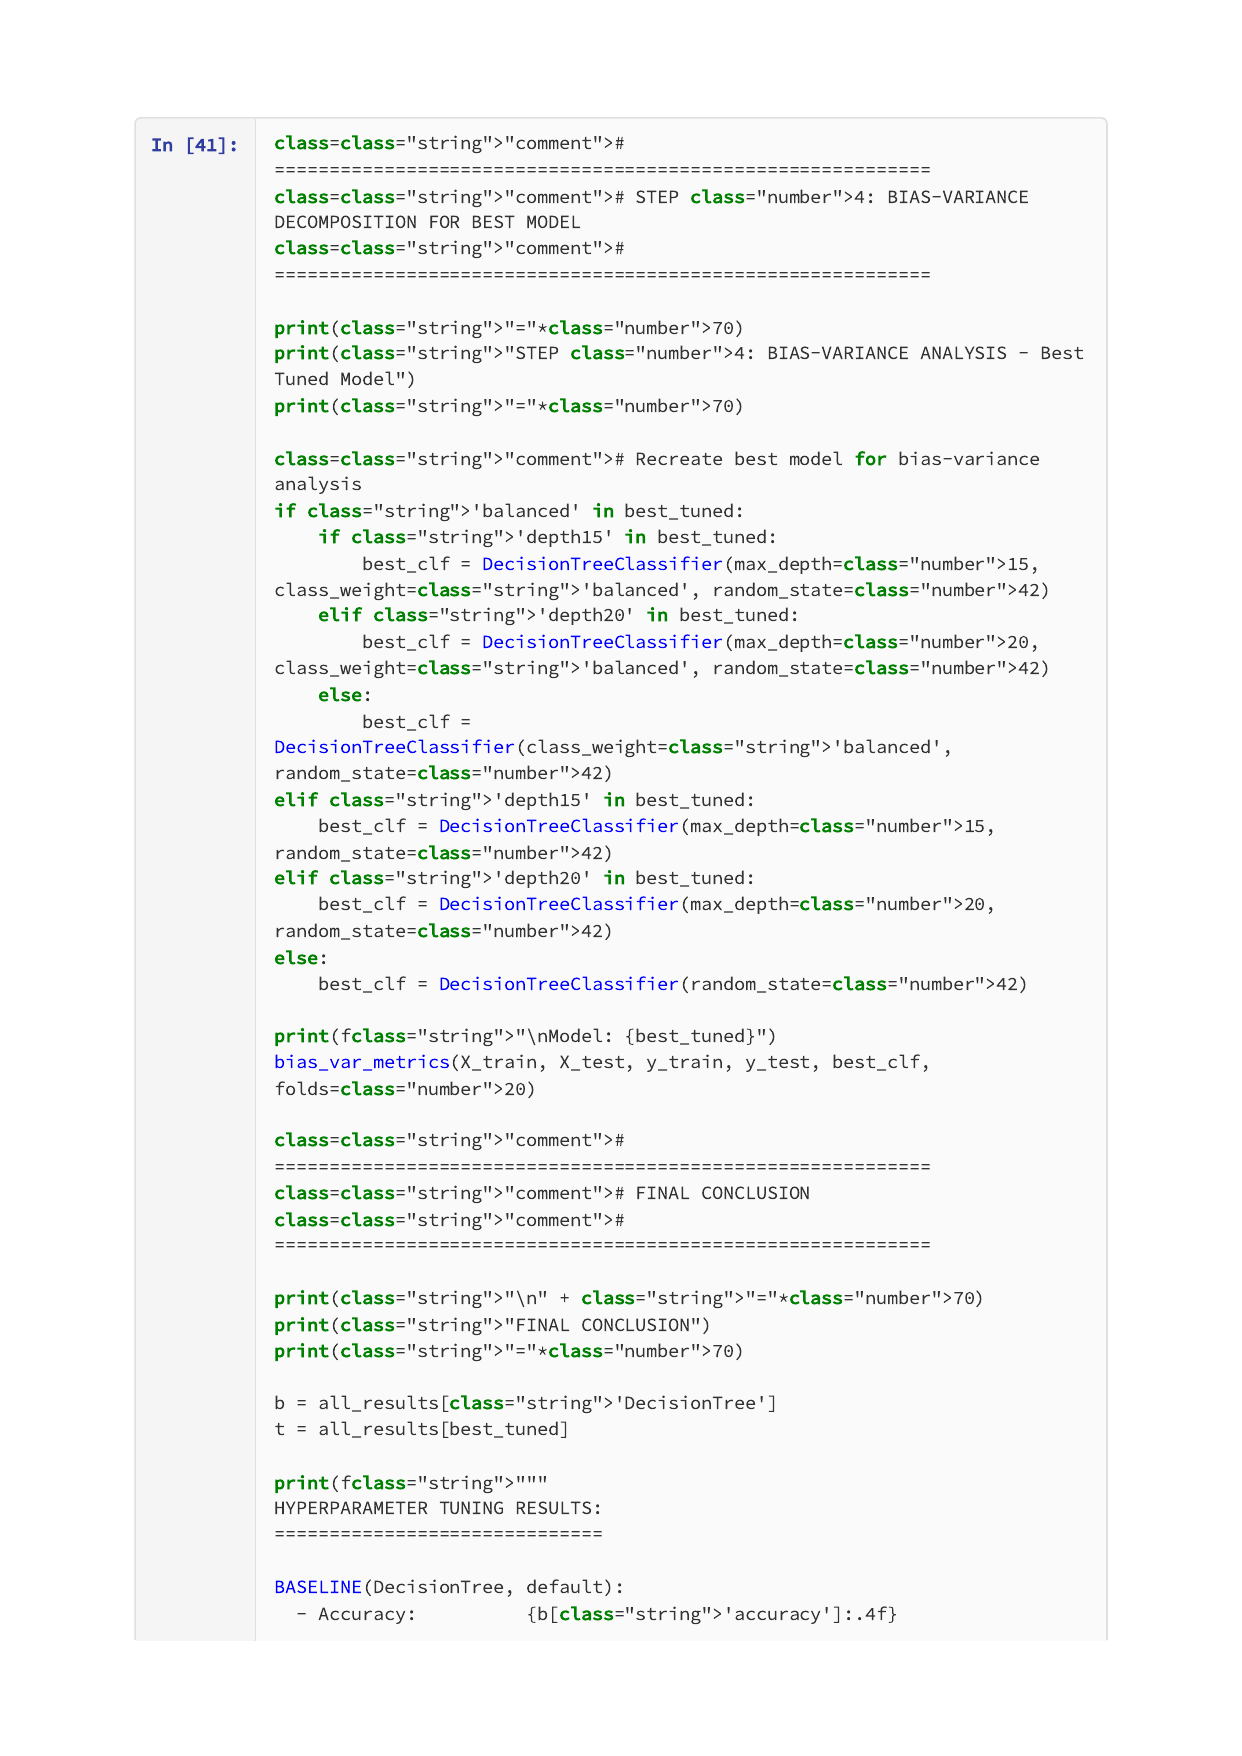 In [41]:
class=class="string">"comment">#
============================================================
class=class="string">"comment"># STEP class="number">4: BIAS-VARIANCE
DECOMPOSITION FOR BEST MODEL
class=class="string">"comment">#
============================================================

print(class="string">"="*class="number">70)
print(class="string">"STEP class="number">4: BIAS-VARIANCE ANALYSIS - Best
Tuned Model")
print(class="string">"="*class="number">70)

class=class="string">"comment"># Recreate best model for bias-variance
analysis
if class="string">'balanced' in best_tuned:
    if class="string">'depth15' in best_tuned:
        best_clf = DecisionTreeClassifier(max_depth=class="number">15,
class_weight=class="string">'balanced', random_state=class="number">42)
    elif class="string">'depth20' in best_tuned:
        best_clf = DecisionTreeClassifier(max_depth=class="number">20,
class_weight=class="string">'balanced', random_state=class="number">42)
    else:
        best_clf =
DecisionTreeClassifier(class_weight=class="string">'balanced',
random_state=class="number">42)
elif class="string">'depth15' in best_tuned:
    best_clf = DecisionTreeClassifier(max_depth=class="number">15,
random_state=class="number">42)
elif class="string">'depth20' in best_tuned:
    best_clf = DecisionTreeClassifier(max_depth=class="number">20,
random_state=class="number">42)
else:
    best_clf = DecisionTreeClassifier(random_state=class="number">42)

print(fclass="string">"\nModel: {best_tuned}")
bias_var_metrics(X_train, X_test, y_train, y_test, best_clf,
folds=class="number">20)

class=class="string">"comment">#
============================================================
class=class="string">"comment"># FINAL CONCLUSION
class=class="string">"comment">#
============================================================

print(class="string">"\n" + class="string">"="*class="number">70)
print(class="string">"FINAL CONCLUSION")
print(class="string">"="*class="number">70)

b = all_results[class="string">'DecisionTree']
t = all_results[best_tuned]

print(fclass="string">"""
HYPERPARAMETER TUNING RESULTS:
==============================

BASELINE(DecisionTree, default):
  - Accuracy:          {b[class="string">'accuracy']:.4f}